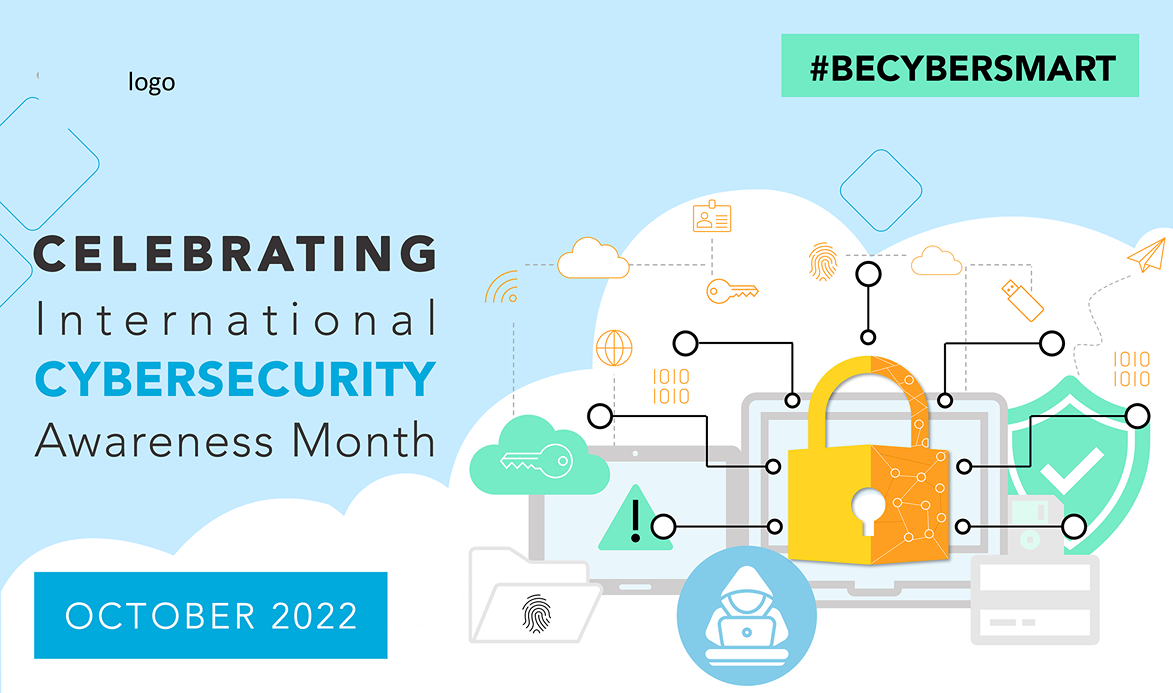 logo
#BECYBERSMART
CELEBRATING
International
CYBERSECURITY
Awareness Month
1010
1010
1010
1010
OCTOBER 2022